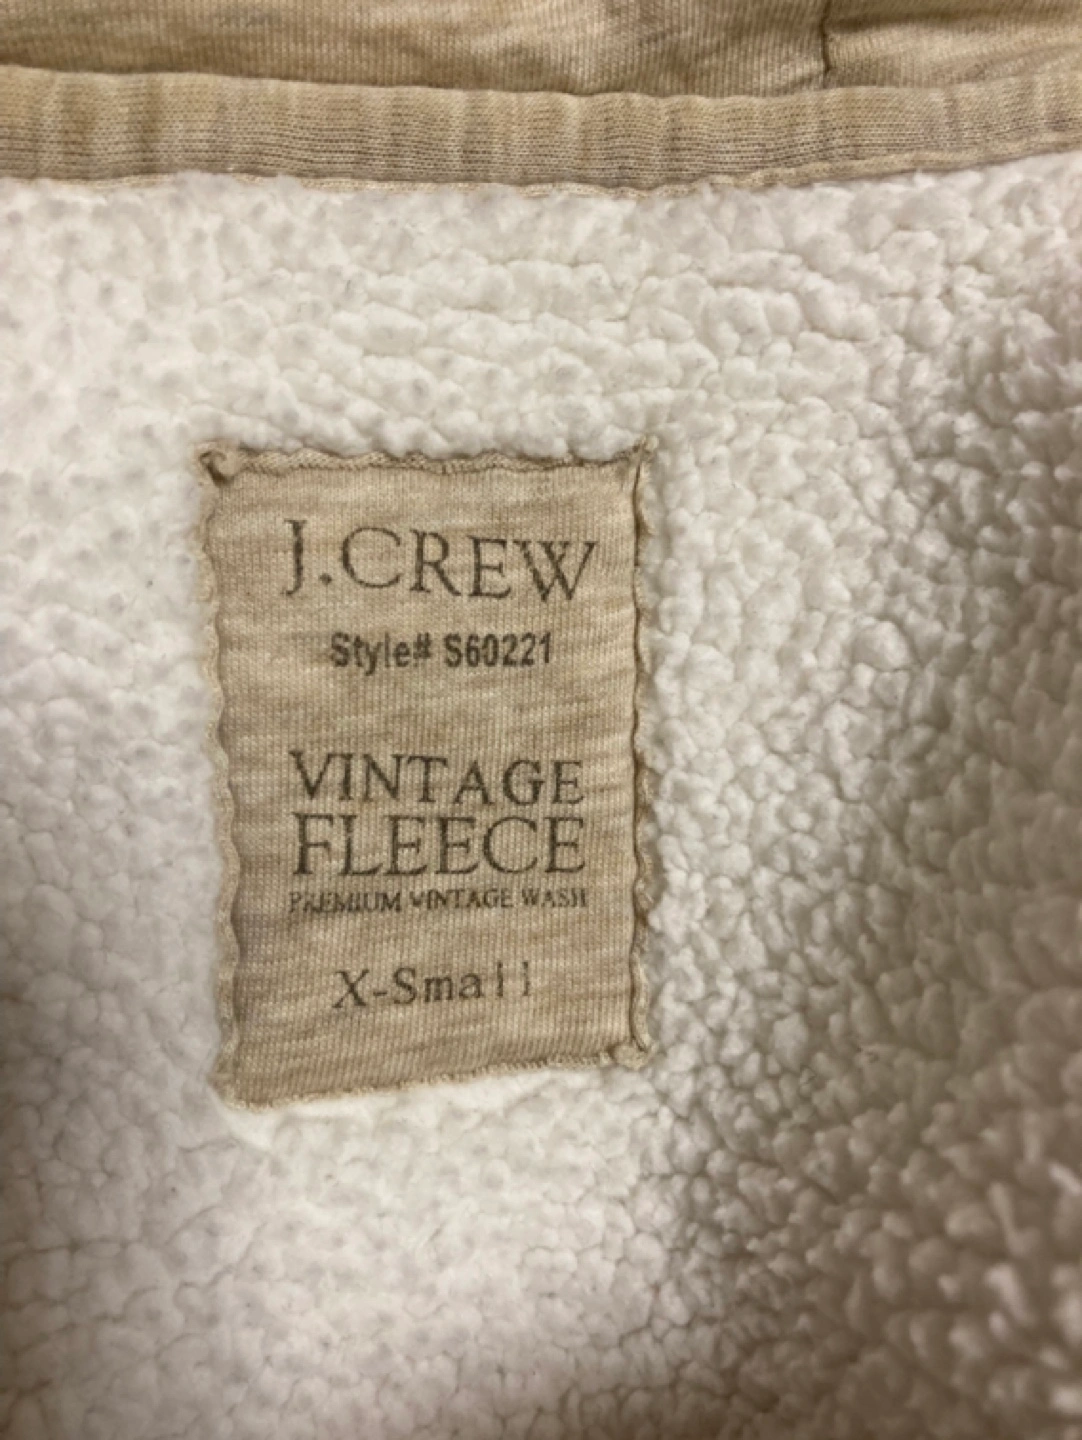 J.CREW
Style# S60221
VINTAGE
FLEECE
PREMIUM VINTAGE WASH
X-Small